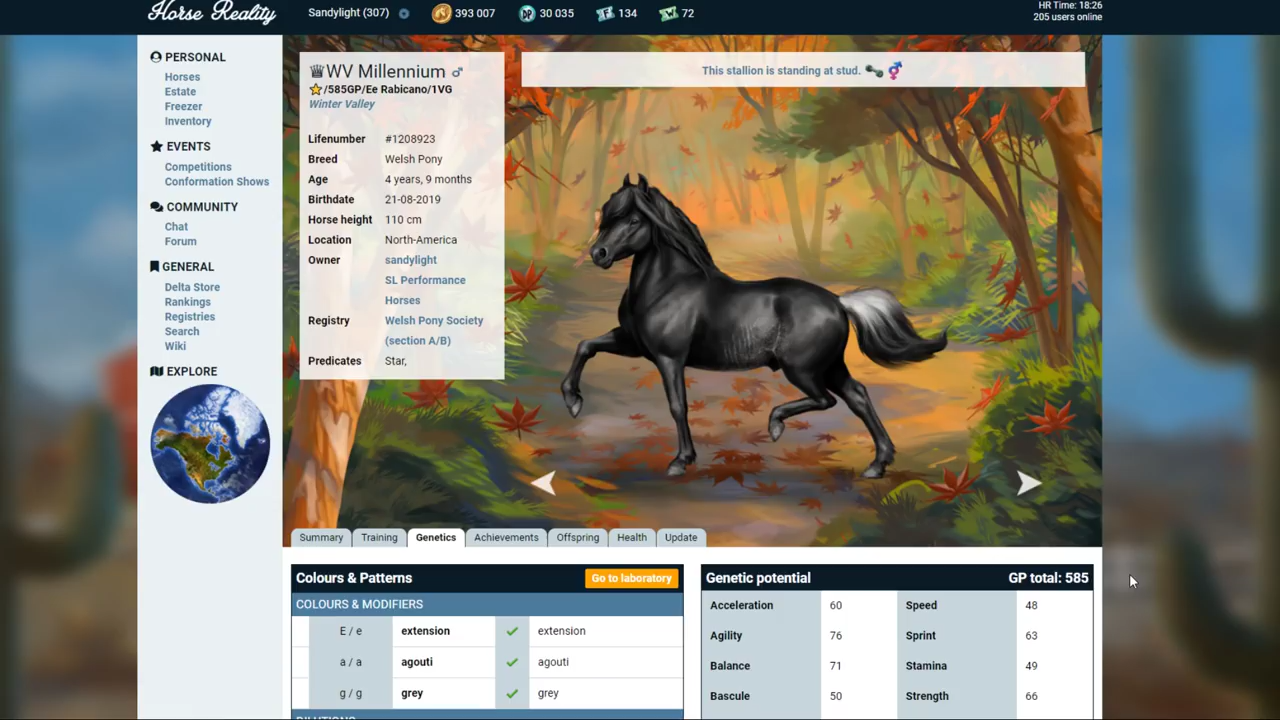 Horse Reality
Sandylight (307)
393 007
30 035
134
72
HR Time: 18:26
205 users online
PERSONAL
Horses
Estate
Freezer
Inventory
EVENTS
Competitions
Conformation Shows
COMMUNITY
Chat
Forum
GENERAL
Delta Store
Rankings
Registries
Search
Wiki
EXPLORE
♛WV Millennium ♂
⭐/585GP/Ee Rabicano/1VG
Winter Valley
Lifenumber #1208923
Breed Welsh Pony
Age 4 years, 9 months
Birthdate 21-08-2019
Horse height 110 cm
Location North-America
Owner sandylight
SL Performance
Horses
Registry Welsh Pony Society
(section A/B)
Predicates Star,
This stallion is standing at stud.
Summary Training Genetics Achievements Offspring Health Update
Colours & Patterns Go to laboratory
COLOURS & MODIFIERS
E / e extension ✓ extension
a / a agouti ✓ agouti
g / g grey ✓ grey
DILUTIONS
Genetic potential GP total: 585
Acceleration 60 Speed 48
Agility 76 Sprint 63
Balance 71 Stamina 49
Bascule 50 Strength 66